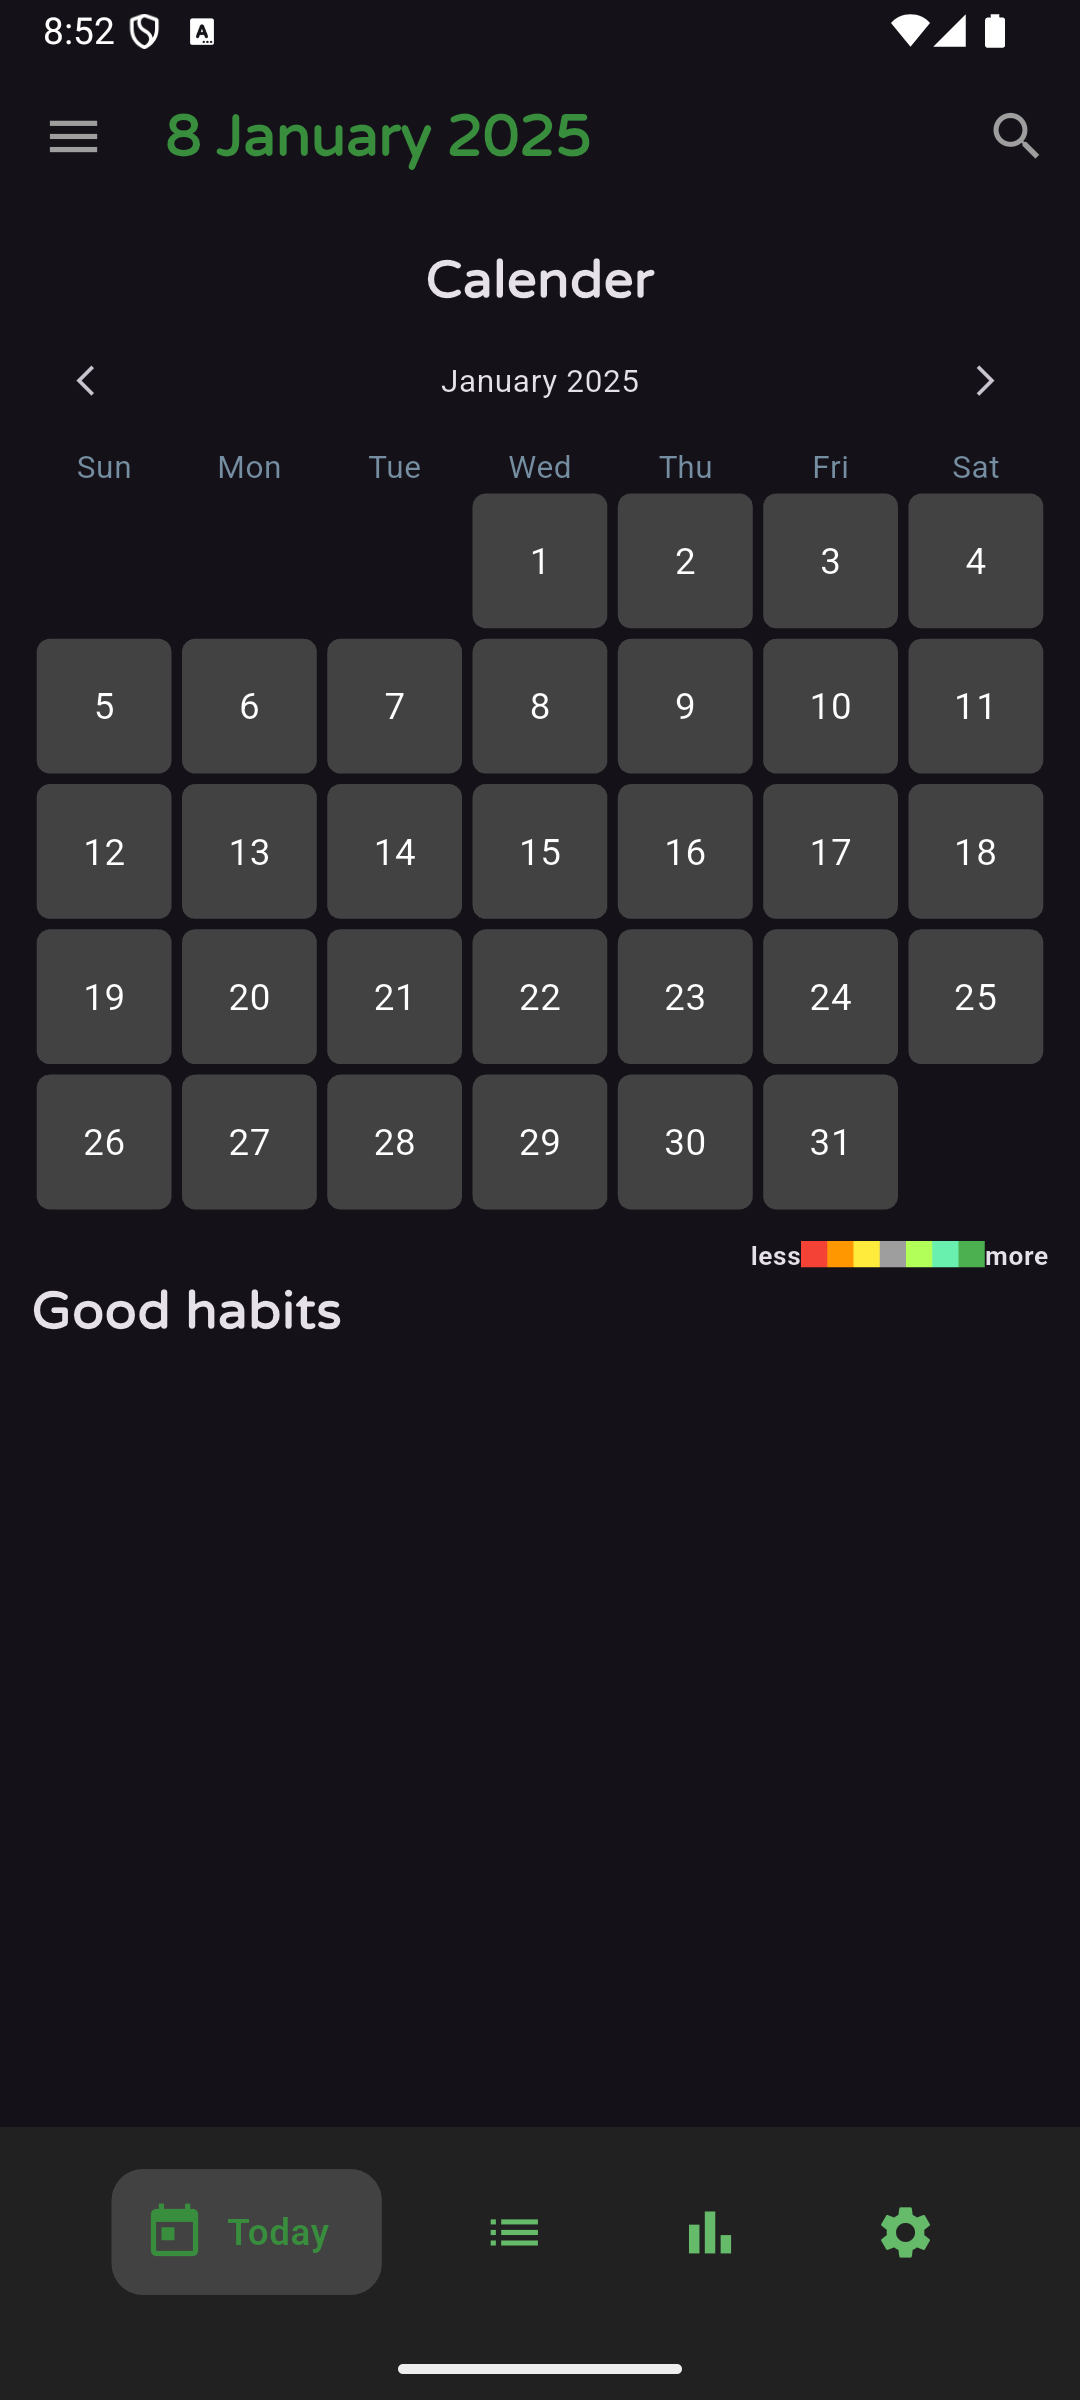 8:52
8 January 2025
Calender
January 2025
Sun Mon Tue Wed Thu Fri Sat
1 2 3 4
5 6 7 8 9 10 11
12 13 14 15 16 17 18
19 20 21 22 23 24 25
26 27 28 29 30 31
less more
Good habits
Today